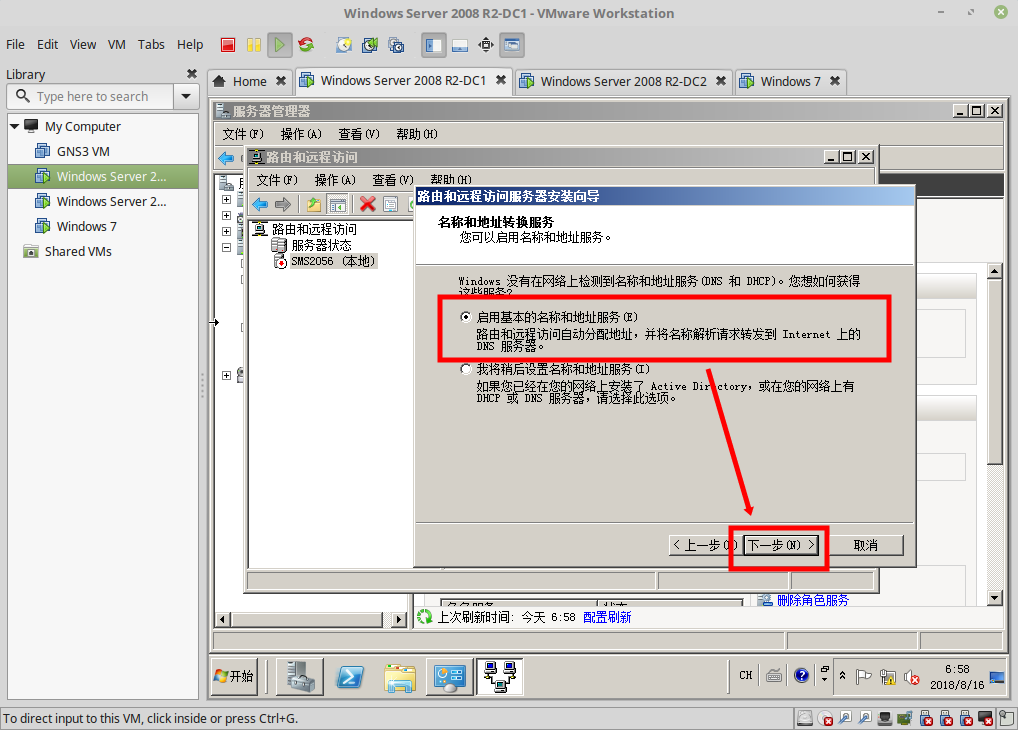 Windows Server 2008 R2-DC1 - VMware Workstation
File Edit View VM Tabs Help
Library
Type here to search
My Computer
GNS3 VM
Windows Server 2...
Windows Server 2...
Windows 7
Shared VMs
Home
Windows Server 2008 R2-DC1
Windows Server 2008 R2-DC2
Windows 7
服务器管理器
文件(F) 操作(A) 查看(V) 帮助(H)
路由和远程访问
文件(F) 操作(A) 查看(V) 帮助(H)
路由和远程访问
服务器状态
SMS2056 (本地)
路由和远程访问服务器安装向导
名称和地址转换服务
您可以启用名称和地址服务。
Windows 没有在网络上检测到名称和地址服务(DNS 和 DHCP)。您想如何获得
这些服务?
启用基本的名称和地址服务(E)
路由和远程访问自动分配地址，并将名称解析请求转发到 Internet 上的
DNS 服务器。
我将稍后设置名称和地址服务(I)
如果您已经在您的网络上安装了 Active Directory，或在您的网络上有
DHCP 或 DNS 服务器，请选择此选项。
< 上一步 下一步(N) > 取消
删除角色服务
上次刷新时间: 今天 6:58 配置刷新
开始
CH
6:58
2018/8/16
To direct input to this VM, click inside or press Ctrl+G.